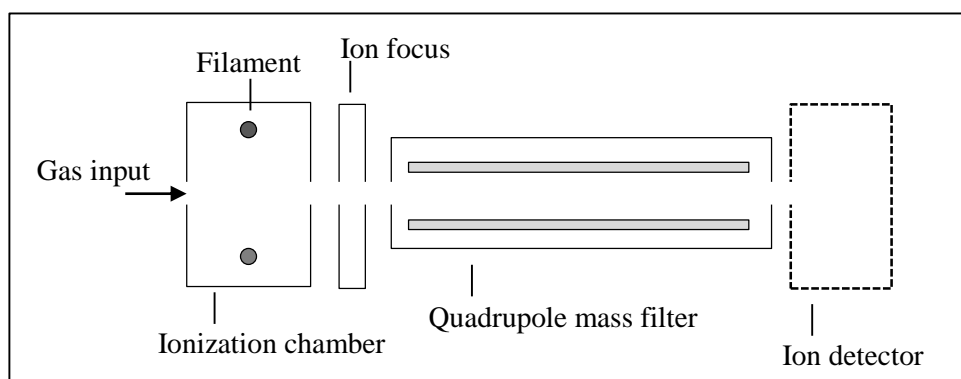 Ion focus
Filament
Gas input
Quadrupole mass filter
Ionization chamber
Ion detector